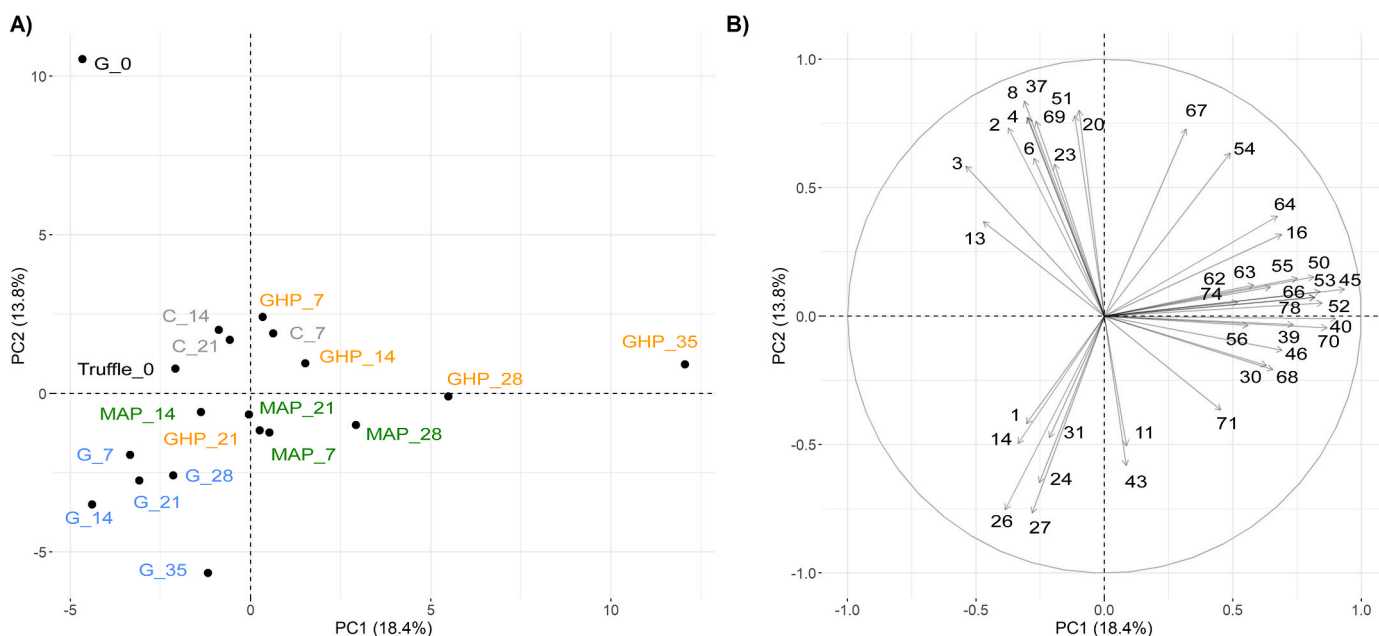 A)
G_0
10
5
0
-5
PC2 (13.8%)
GHP_7
C_14
C_7
C_21
GHP_14
GHP_35
Truffle_0
GHP_28
MAP_14
MAP_21
GHP_21
MAP_28
MAP_7
G_7
G_28
G_21
G_14
G_35
-5
0
5
10
PC1 (18.4%)
B)
1.0
0.5
0.0
-0.5
-1.0
PC2 (13.8%)
8
37
51
67
2
4
69
20
6
23
54
3
64
13
16
62
63
55
50
53
45
74
66
78
52
56
39
40
46
70
30
68
1
71
14
31
11
24
43
26
27
-1.0
-0.5
0.0
0.5
1.0
PC1 (18.4%)